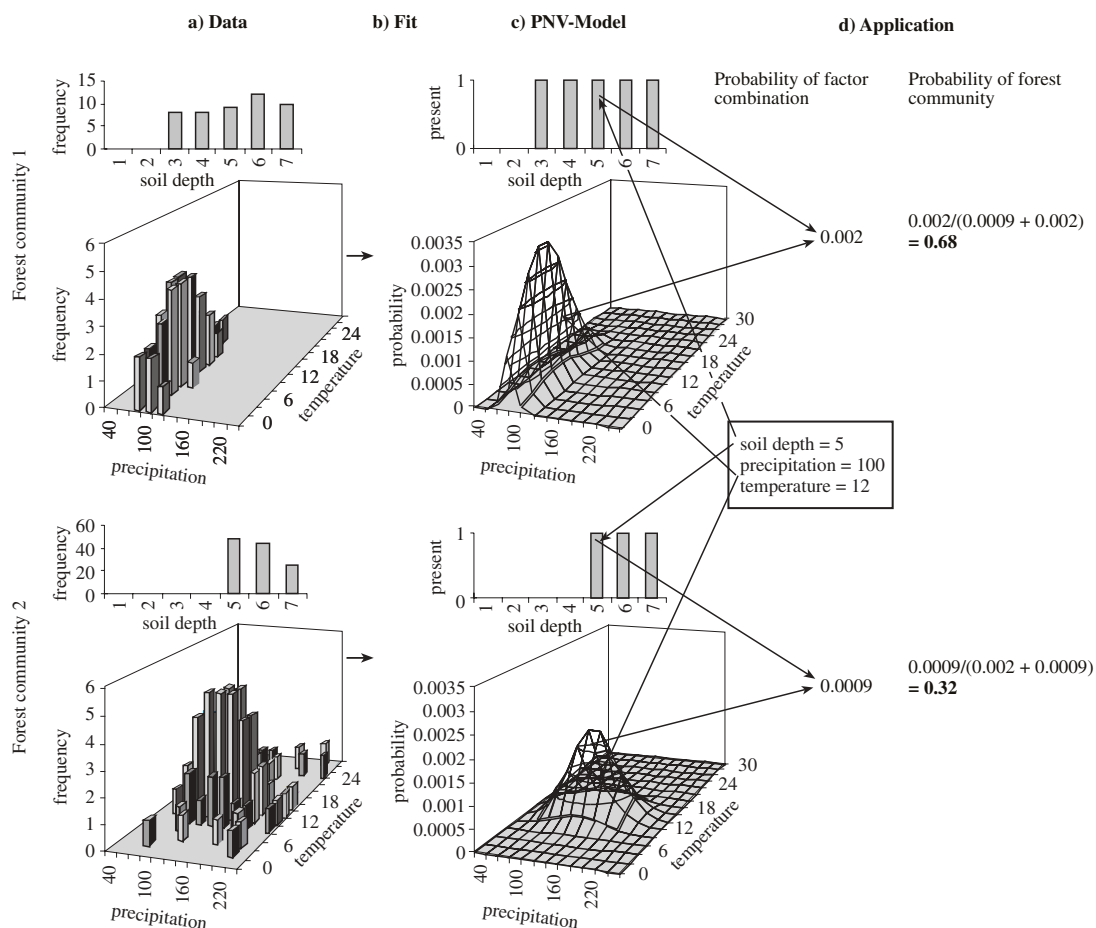 a) Data
b) Fit
c) PNV-Model
d) Application
Forest community 1
frequency
15
10
5
0
1 2 3 4 5 6 7
soil depth
frequency
6
5
4
3
2
1
0
40 100 160 220
precipitation
0 6 12 18 24
temperature
present
1
0
1 2 3 4 5 6 7
soil depth
probability
0.0035
0.003
0.0025
0.002
0.0015
0.001
0.0005
0
40 100 160 220
precipitation
0 6 12 18 30
temperature
Probability of factor
combination
Probability of forest
community
0.002
0.002/(0.0009 + 0.002)
= 0.68
soil depth = 5
precipitation = 100
temperature = 12
Forest community 2
frequency
60
40
20
0
1 2 3 4 5 6 7
soil depth
frequency
6
5
4
3
2
1
0
40 100 160 220
precipitation
0 6 12 18 24
temperature
present
1
0
1 2 3 4 5 6 7
soil depth
probability
0.0035
0.003
0.0025
0.002
0.0015
0.001
0.0005
0
40 100 160 220
precipitation
0 6 12 18 24 30
temperature
0.0009
0.0009/(0.002 + 0.0009)
= 0.32